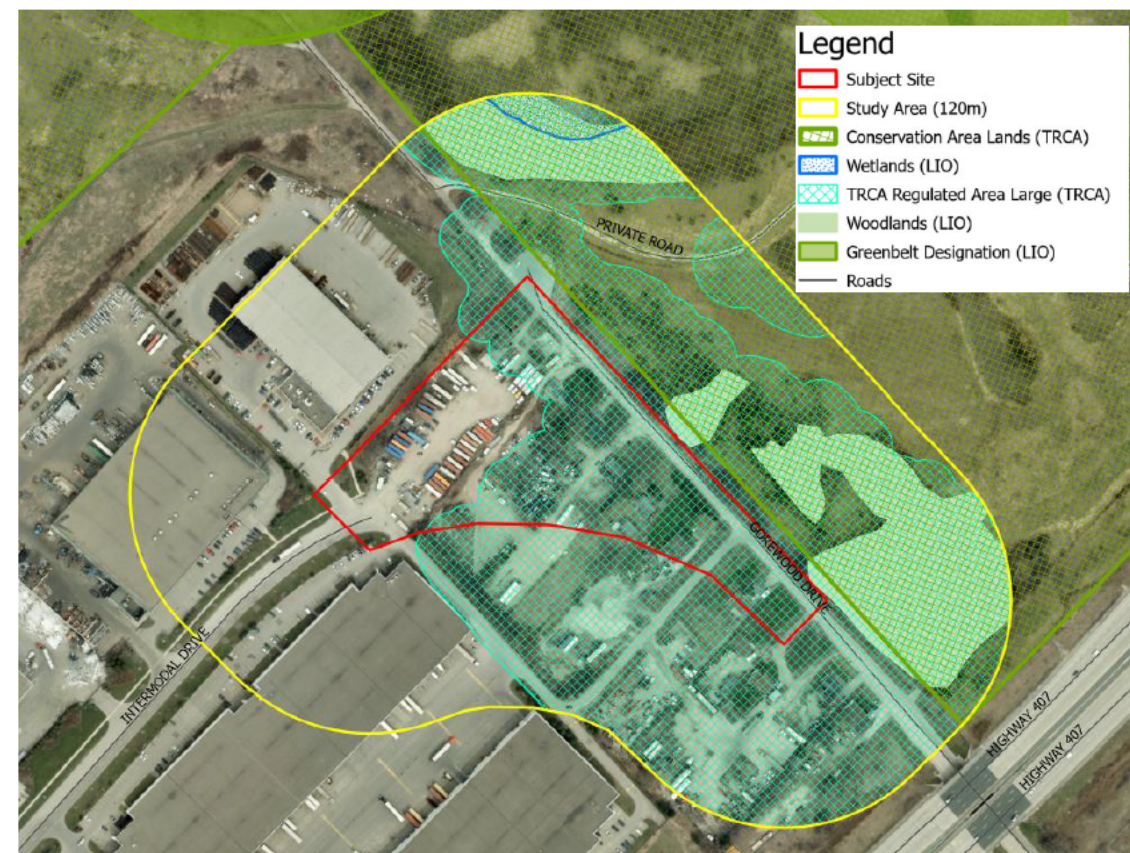 Legend
Subject Site
Study Area (120m)
Conservation Area Lands (TRCA)
Wetlands (LIO)
TRCA Regulated Area Large (TRCA)
Woodlands (LIO)
Greenbelt Designation (LIO)
Roads
PRIVATE ROAD
GOREWOOD DRIVE
INTERMODAL DRIVE
HIGHWAY 407
HIGHWAY 407